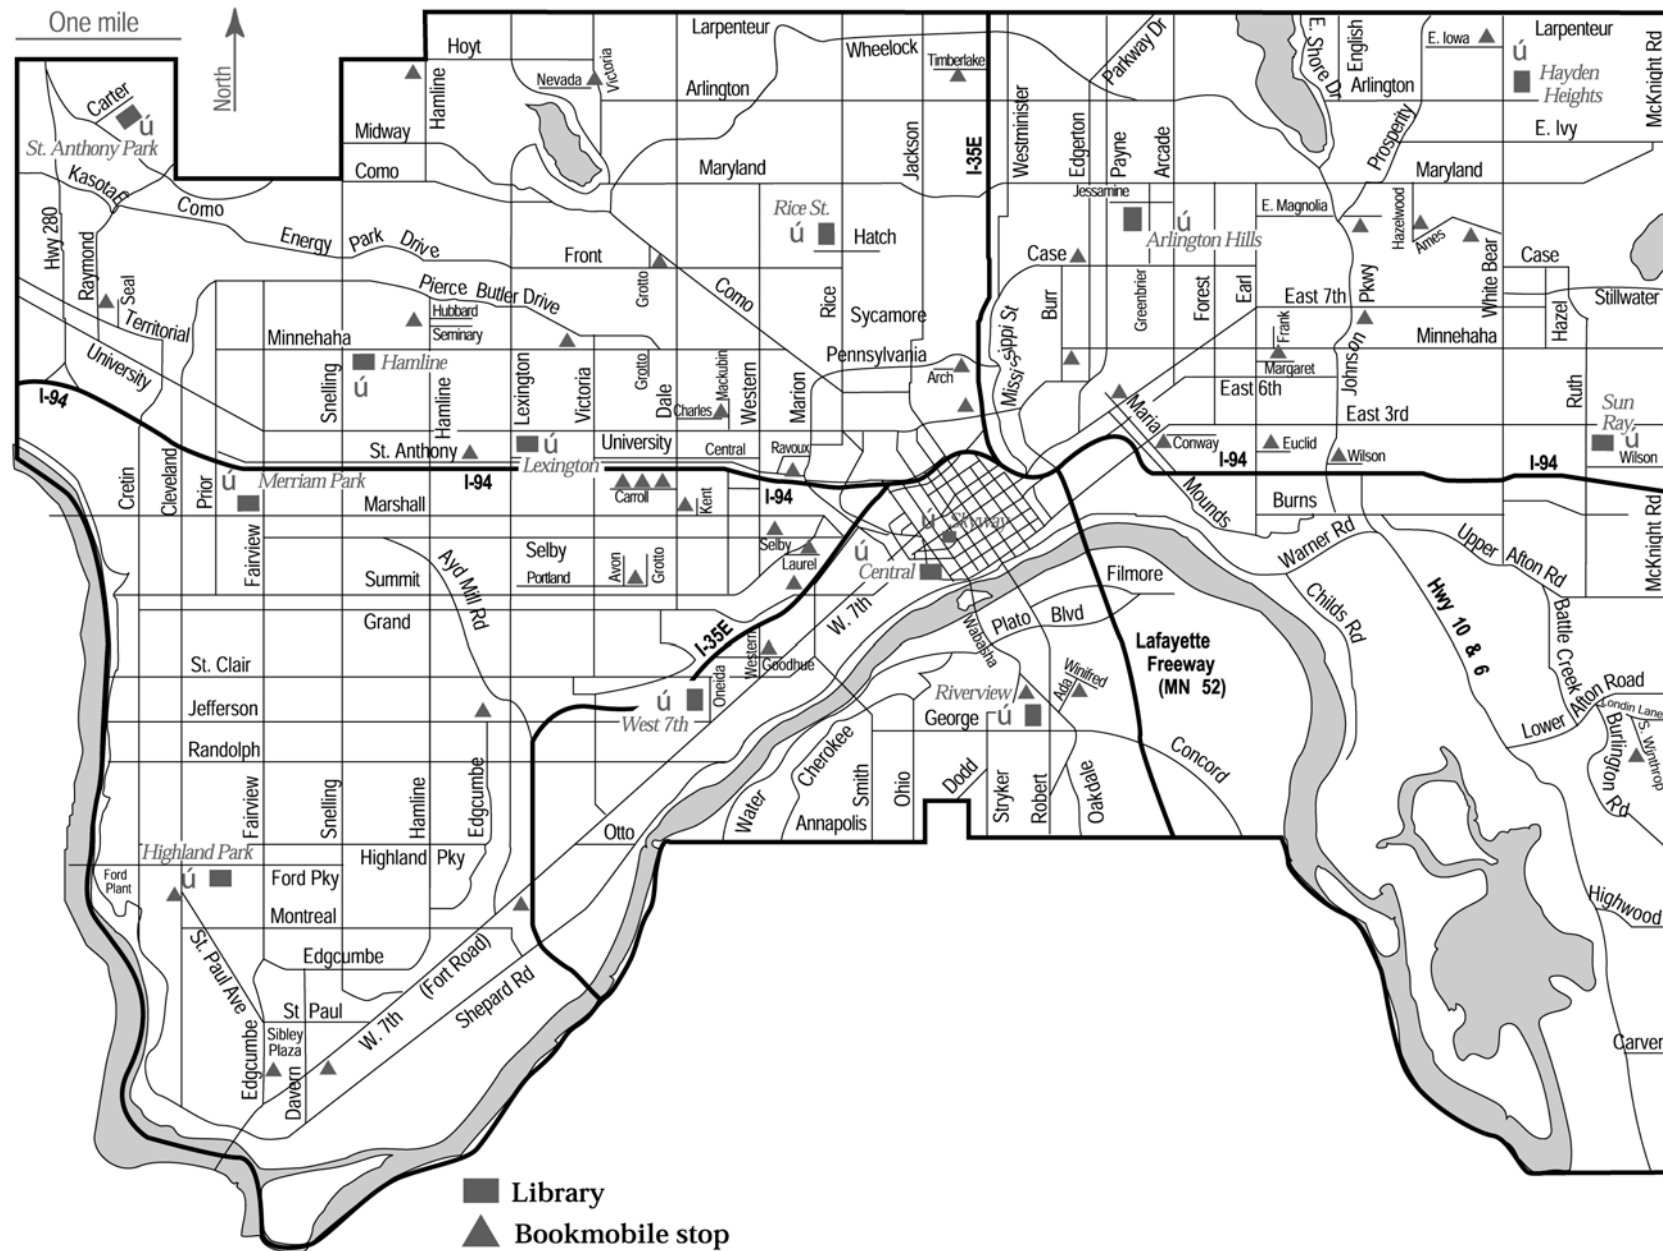 One mile
North
Hoyt
Larpenteur
Wheelock
Timberlake
Parkway Dr
E. Shore Dr
English
E. Iowa
ú
Larpenteur
McKnight Rd
Carter
ú
St. Anthony Park
Hamline
Nevada
Victoria
Arlington
Arlington
Hayden
Heights
Midway
Como
Maryland
Jackson
I-35E
Westminister
Edgerton
Payne
Arcade
Prosperity
E. Ivy
Maryland
Kasota
Como
Hwy 280
Raymond
Seal
Territorial
University
Energy Park Drive
Front
Grotto
Como
Rice St.
ú
Hatch
Rice
Jessamine
ú
Arlington Hills
E. Magnolia
Hazelwood
Ames
White Bear
Case
Case
Burr
Greenbrier
Forest
Earl
East 7th
Pkwy
Johnson
Stillwater
Hazel
Minnehaha
Pierce Butler Drive
Hubbard
Seminary
Minnehaha
Hamline
ú
Snelling
Hamline
Lexington
Victoria
Grotto
Dale
Mackubin
Charles
Western
Marion
Sycamore
Pennsylvania
Arch
Mississippi St
Frank
Margaret
East 6th
Maria
East 3rd
Ruth
Sun
Ray
ú
Wilson
I-94
St. Anthony
ú
Lexington
University
Central
Ravoux
Conway
Euclid
Wilson
I-94
I-94
Cretin
Cleveland
Prior
ú
Merriam Park
I-94
Carroll
Kent
I-94
Marshall
Mounds
Burns
McKnight Rd
Fairview
Selby
Portland
Avon
Grotto
Selby
Laurel
ú
Central
ú
Skyway
Warner Rd
Upper Afton Rd
Summit
Ayd Mill Rd
Grand
W. 7th
Filmore
Plato Blvd
Wabasha
Childs Rd
Hwy 10 & 6
Battle Creek
St. Clair
I-35E
Western
Goodhue
Oneida
Lafayette
Freeway
(MN 52)
Jefferson
ú
West 7th
Riverview
ú
George
Ada
Winifred
Lower Afton Road
Londin Lane
Burlington Rd
S. Winthrop
Randolph
Fairview
Snelling
Hamline
Edgcumbe
Otto
Water
Cherokee
Annapolis
Smith
Ohio
Dodd
Stryker
Robert
Oakdale
Concord
Highland Park
ú
Ford
Plant
Ford Pky
Highland Pky
Montreal
Highwood
St. Paul Ave
Edgcumbe
St Paul
W. 7th
(Fort Road)
Shepard Rd
Edgcumbe
Sibley
Plaza
Davern
Carver
Library
Bookmobile stop